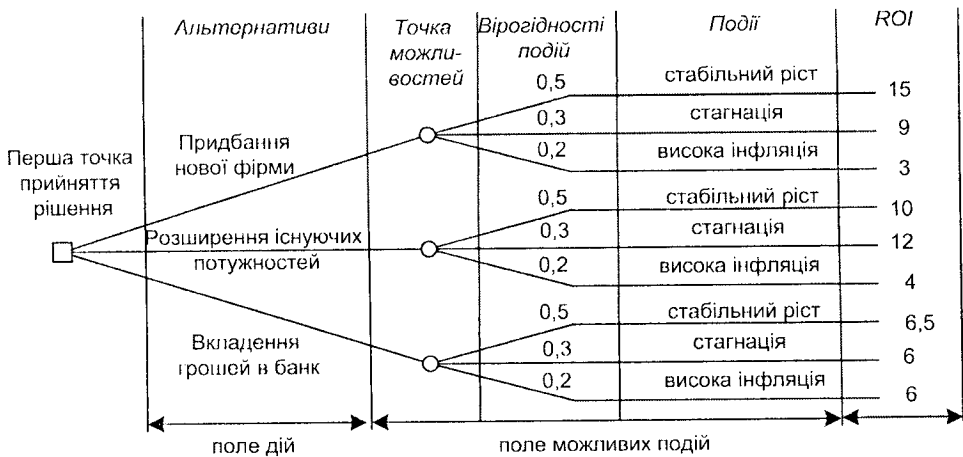 Альтернативи
Точка
можли-
востей
Вірогідності
подій
Події
ROI
Перша точка
прийняття
рішення
Придбання
нової фірми
0,5
стабільний ріст
15
0,3
стагнація
9
0,2
висока інфляція
3
Розширення існуючих
потужностей
0,5
стабільний ріст
10
0,3
стагнація
12
0,2
висока інфляція
4
Вкладення
грошей в банк
0,5
стабільний ріст
6,5
0,3
стагнація
6
0,2
висока інфляція
6
поле дій
поле можливих подій